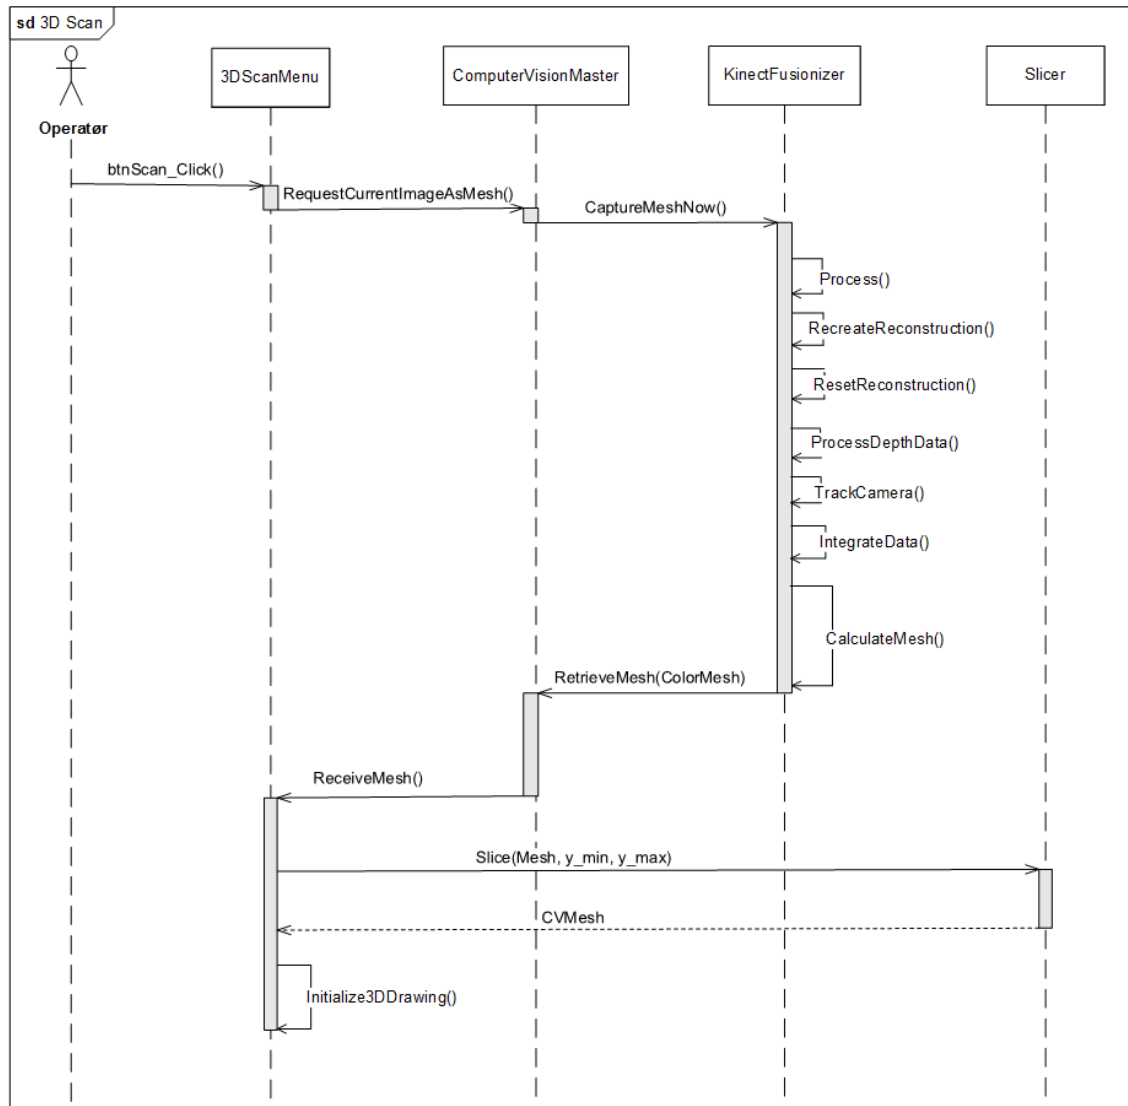 sd 3D Scan
3DScanMenu
ComputerVisionMaster
KinectFusionizer
Slicer
Operatør
btnScan_Click()
RequestCurrentImageAsMesh()
CaptureMeshNow()
Process()
RecreateReconstruction()
ResetReconstruction()
ProcessDepthData()
TrackCamera()
IntegrateData()
CalculateMesh()
RetrieveMesh(ColorMesh)
ReceiveMesh()
Slice(Mesh, y_min, y_max)
CVMesh
Initialize3DDrawing()